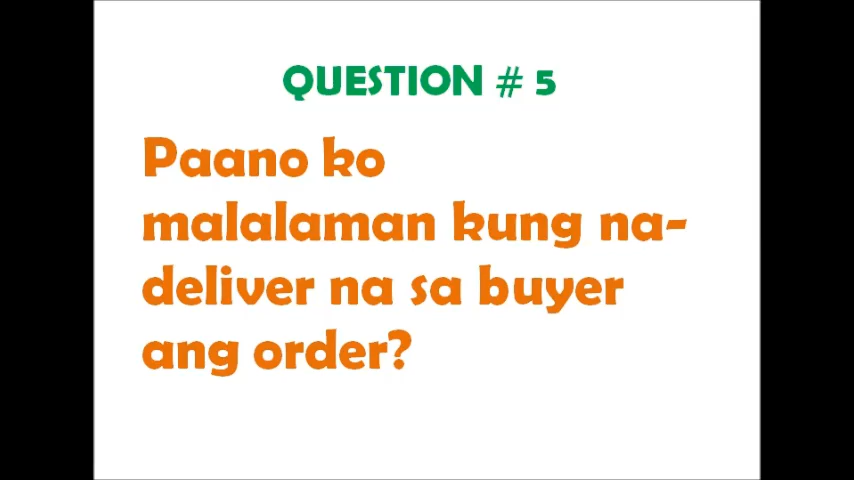 QUESTION # 5
Paano ko
malalaman kung na-
deliver na sa buyer
ang order?